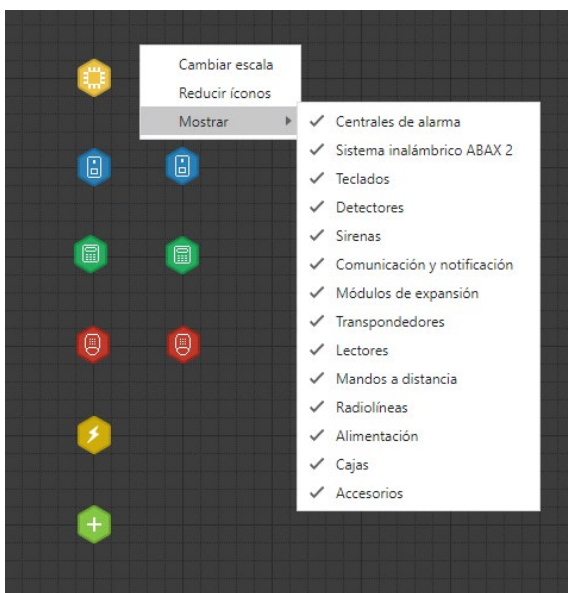 Cambiar escala
Reducir íconos
Mostrar
Centrales de alarma
Sistema inalámbrico ABAX 2
Teclados
Detectores
Sirenas
Comunicación y notificación
Módulos de expansión
Transpondedores
Lectores
Mandos a distancia
Radiolíneas
Alimentación
Cajas
Accesorios